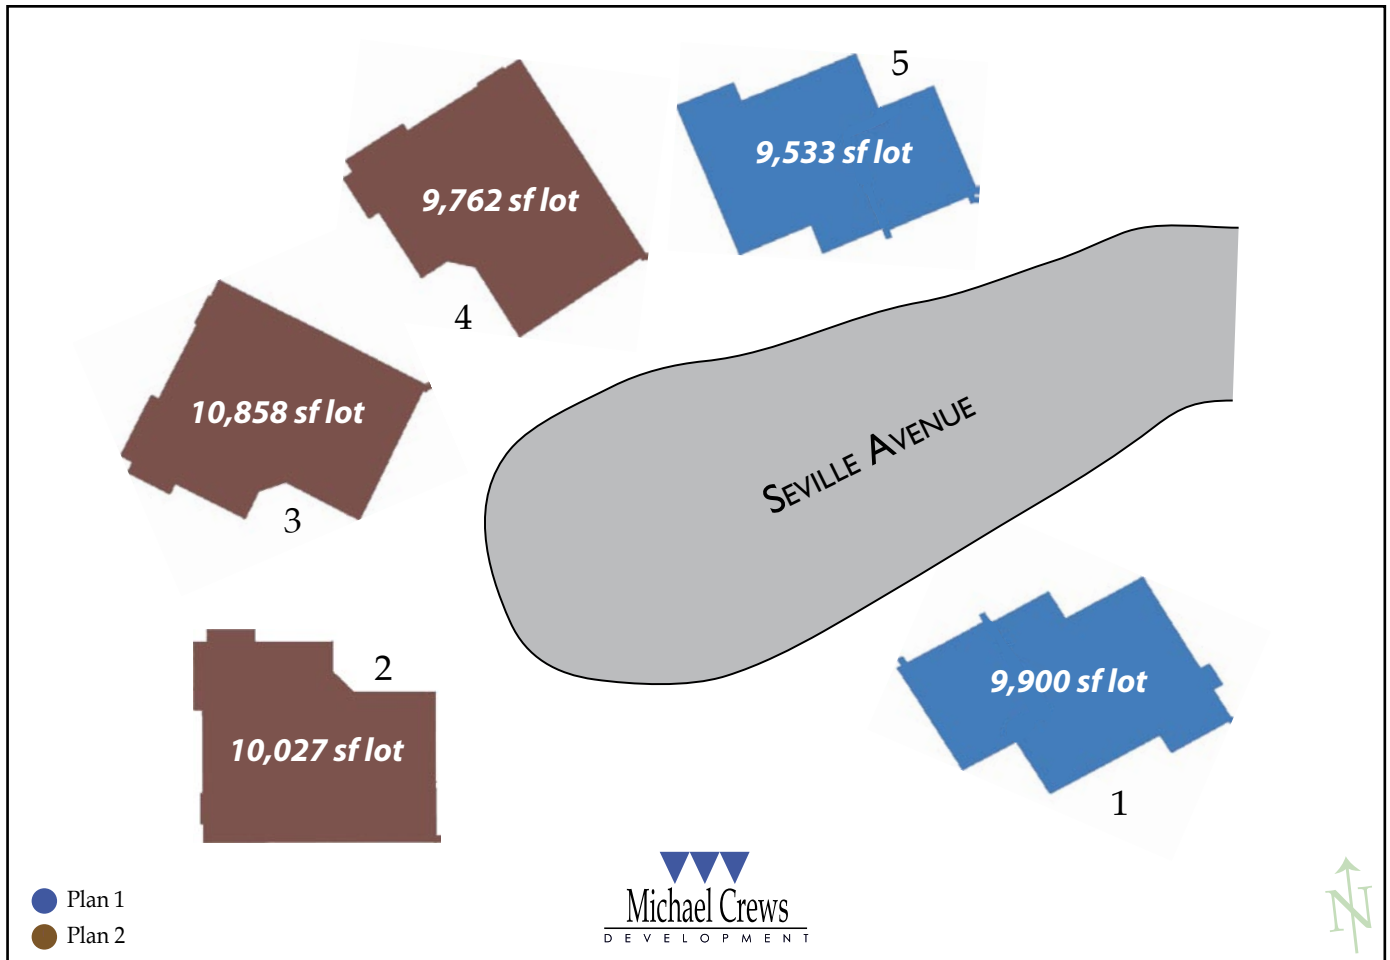 5
9,533 sf lot
9,762 sf lot
4
10,858 sf lot
3
SEVILLE AVENUE
2
10,027 sf lot
9,900 sf lot
1
Plan 1
Plan 2
Michael Crews
DEVELOPMENT
N